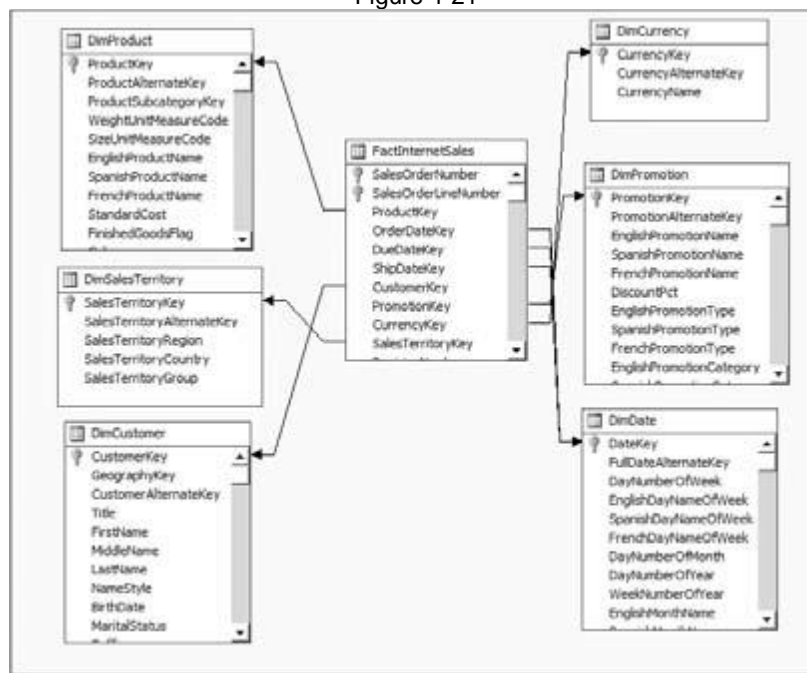 Figure 1-21
DimProduct
ProductKey
ProductAlternateKey
ProductSubcategoryKey
WeightUnitMeasureCode
SizeUnitMeasureCode
EnglishProductName
SpanishProductName
FrenchProductName
StandardCost
FinishedGoodsFlag
DimSalesTerritory
SalesTerritoryKey
SalesTerritoryAlternateKey
SalesTerritoryRegion
SalesTerritoryCountry
SalesTerritoryGroup
DimCustomer
CustomerKey
GeographyKey
CustomerAlternateKey
Title
FirstName
MiddleName
LastName
NameStyle
BirthDate
MaritalStatus
FactInternetSales
SalesOrderNumber
SalesOrderLineNumber
ProductKey
OrderDateKey
DueDateKey
ShipDateKey
CustomerKey
PromotionKey
CurrencyKey
SalesTerritoryKey
DimCurrency
CurrencyKey
CurrencyAlternateKey
CurrencyName
DimPromotion
PromotionKey
PromotionAlternateKey
EnglishPromotionName
SpanishPromotionName
FrenchPromotionName
DiscountPct
EnglishPromotionType
SpanishPromotionType
FrenchPromotionType
EnglishPromotionCategory
DimDate
DateKey
FullDateAlternateKey
DayNumberOfWeek
EnglishDayNameOfWeek
SpanishDayNameOfWeek
FrenchDayNameOfWeek
DayNumberOfMonth
DayNumberOfYear
WeekNumberOfYear
EnglishMonthName